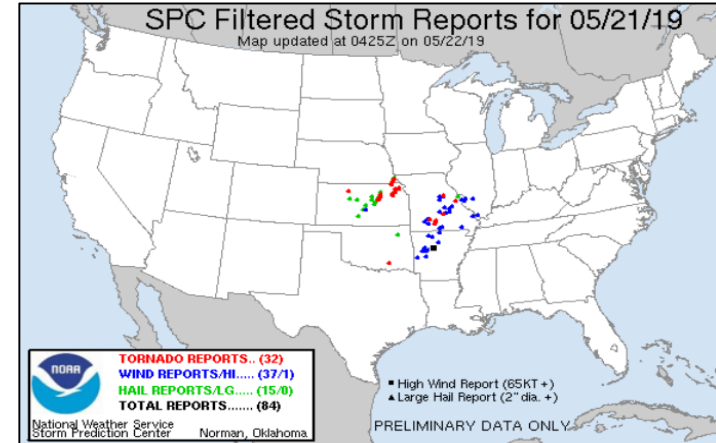 SPC Filtered Storm Reports for 05/21/19
Map updated at 0425Z on 05/22/19
NOAA
TORNADO REPORTS.. (32)
WIND REPORTS/HI..... (37/1)
HAIL REPORTS/LG..... (15/0)
TOTAL REPORTS....... (84)
National Weather Service
Storm Prediction Center Norman, Oklahoma
High Wind Report (65KT +)
Large Hail Report (2" dia. +)
PRELIMINARY DATA ONLY